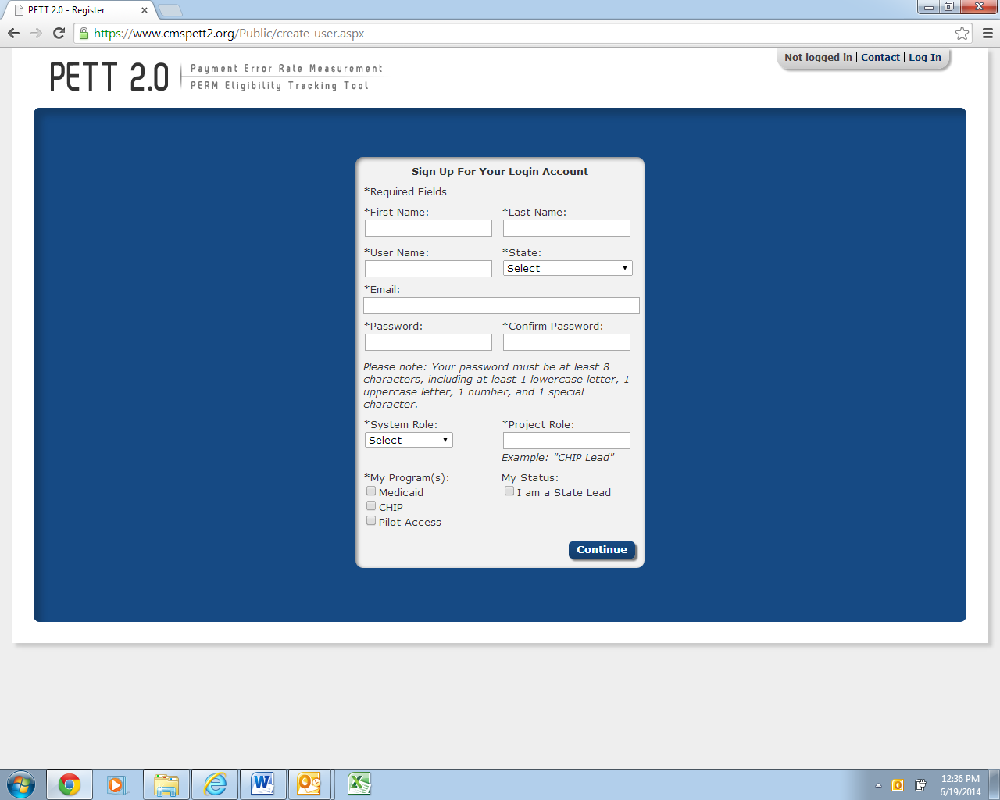 PETT 2.0 - Register
https://www.cmspett2.org/Public/create-user.aspx
Not logged in | Contact | Log In
PETT 2.0
Payment Error Rate Measurement
PERM Eligibility Tracking Tool
Sign Up For Your Login Account
*Required Fields
*First Name: *Last Name:
*User Name: *State:
Select
*Email:
*Password: *Confirm Password:
Please note: Your password must be at least 8
characters, including at least 1 lowercase letter, 1
uppercase letter, 1 number, and 1 special
character.
*System Role: *Project Role:
Select
Example: "CHIP Lead"
*My Program(s): My Status:
Medicaid I am a State Lead
CHIP
Pilot Access
Continue
12:36 PM
6/19/2014